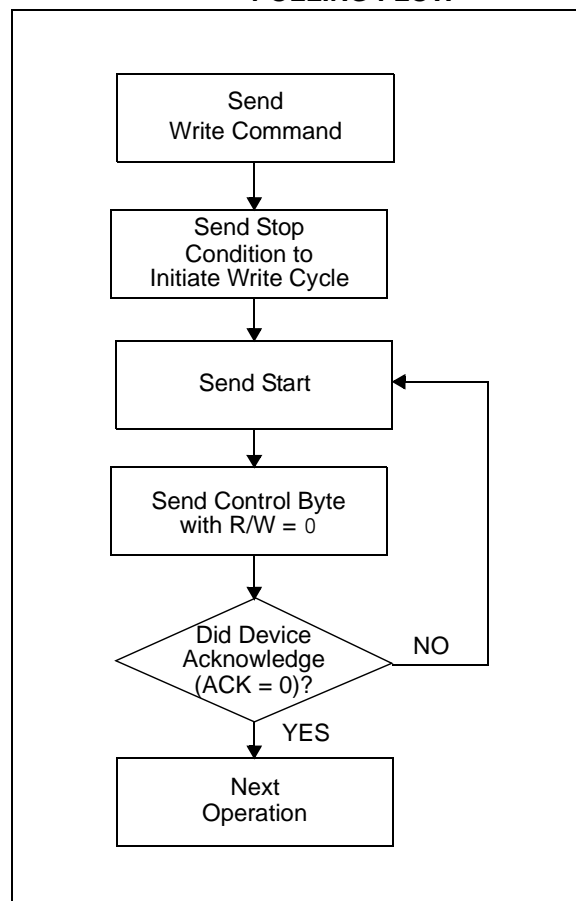 Send
Write Command
Send Stop
Condition to
Initiate Write Cycle
Send Start
Send Control Byte
with R/W = 0
Did Device
Acknowledge
(ACK = 0)?
NO
YES
Next
Operation